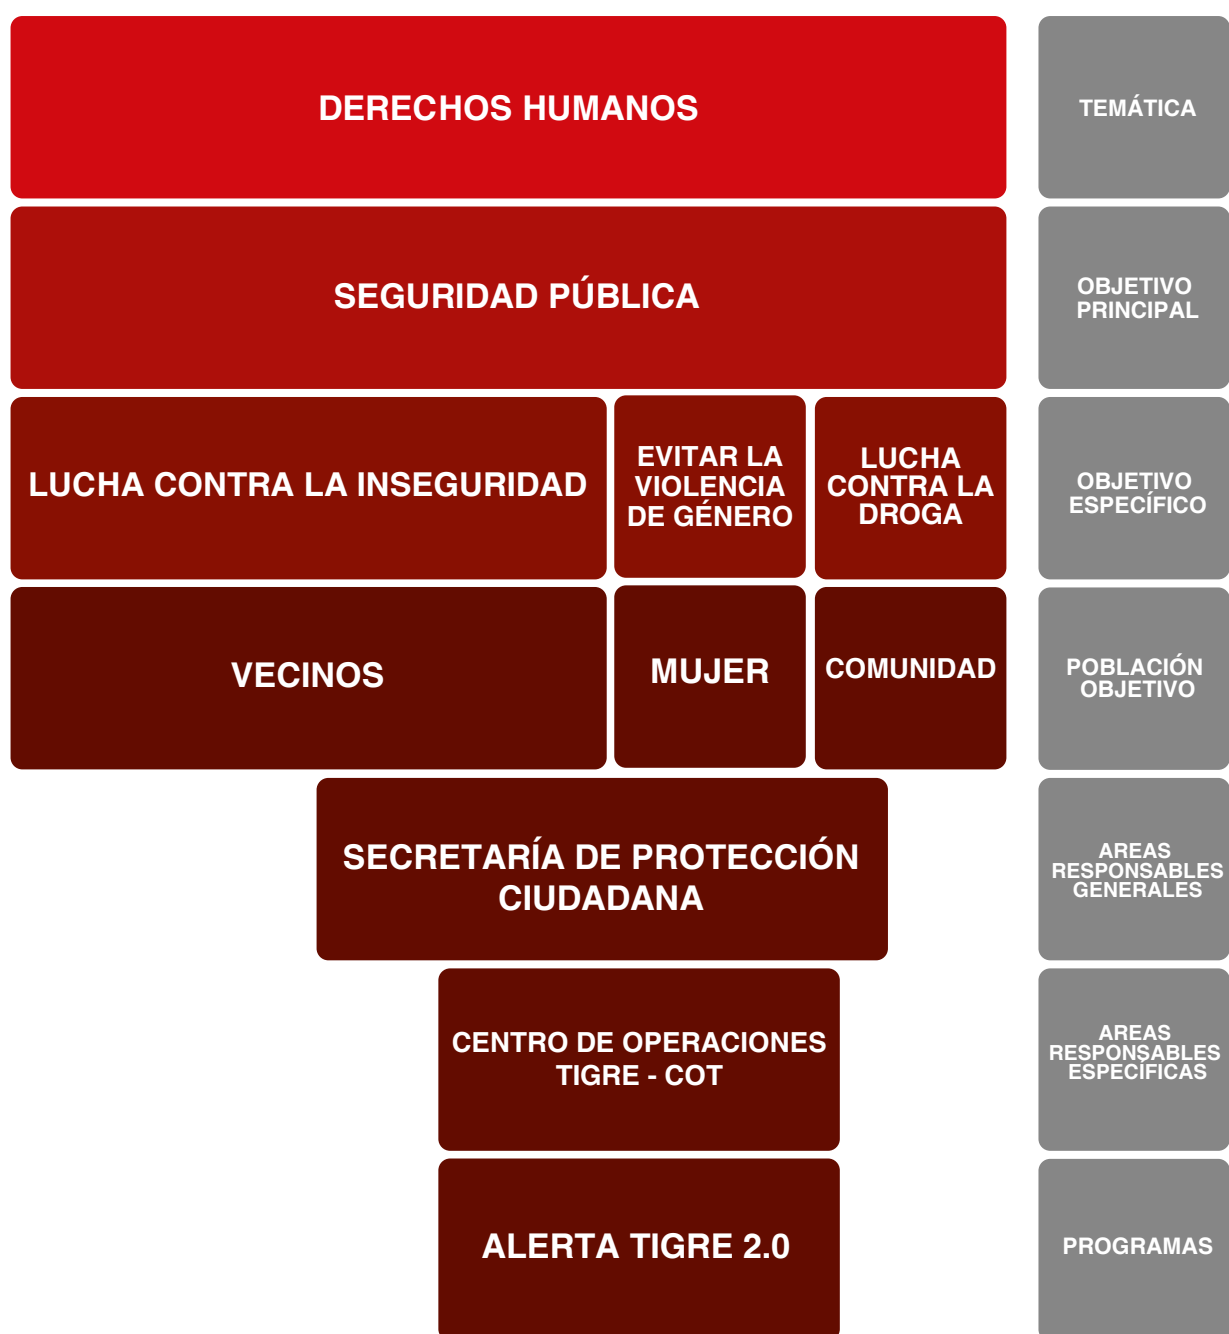 DERECHOS HUMANOS
TEMÁTICA
SEGURIDAD PÚBLICA
OBJETIVO
PRINCIPAL
LUCHA CONTRA LA INSEGURIDAD
EVITAR LA
VIOLENCIA
DE GÉNERO
LUCHA
CONTRA LA
DROGA
OBJETIVO
ESPECÍFICO
VECINOS
MUJER
COMUNIDAD
POBLACIÓN
OBJETIVO
SECRETARÍA DE PROTECCIÓN
CIUDADANA
AREAS
RESPONSABLES
GENERALES
CENTRO DE OPERACIONES
TIGRE - COT
AREAS
RESPONSABLES
ESPECÍFICAS
ALERTA TIGRE 2.0
PROGRAMAS